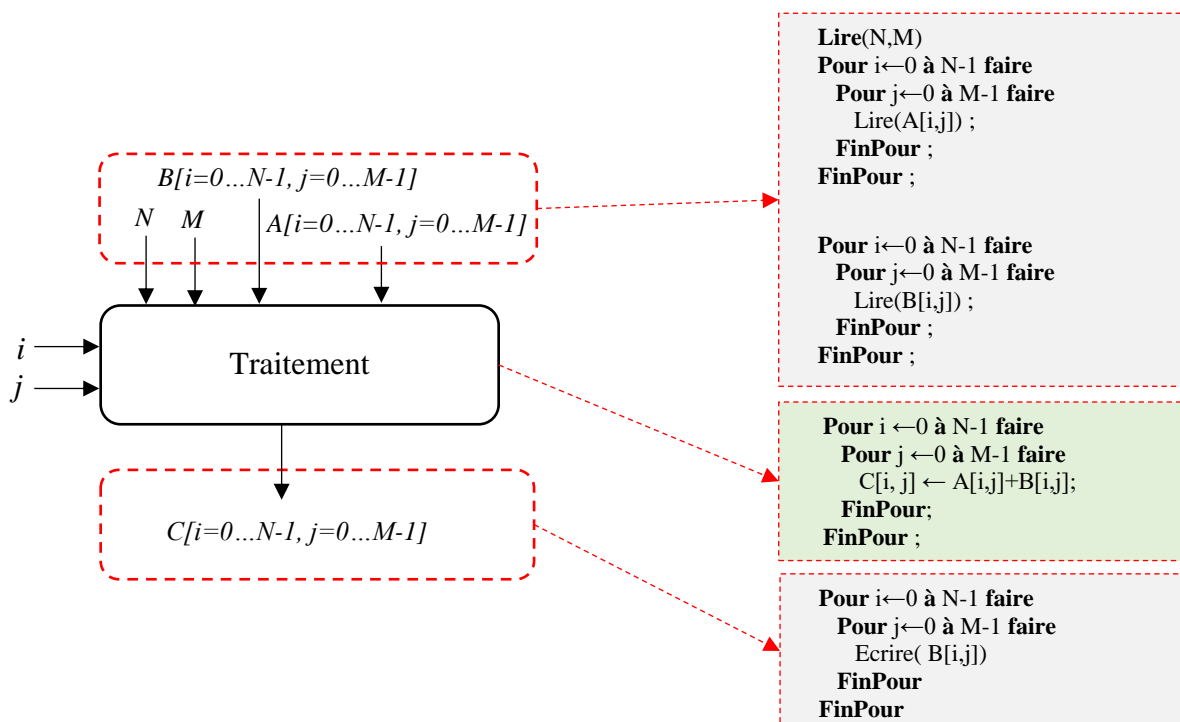 B[i=0…N-1, j=0…M-1]
N M A[i=0…N-1, j=0…M-1]
i
j
Traitement
C[i=0…N-1, j=0…M-1]
Lire(N,M)
Pour i←0 à N-1 faire
Pour j←0 à M-1 faire
Lire(A[i,j]) ;
FinPour ;
FinPour ;
Pour i←0 à N-1 faire
Pour j←0 à M-1 faire
Lire(B[i,j]) ;
FinPour ;
FinPour ;
Pour i ←0 à N-1 faire
Pour j ←0 à M-1 faire
C[i, j] ← A[i,j]+B[i,j];
FinPour;
FinPour ;
Pour i←0 à N-1 faire
Pour j←0 à M-1 faire
Ecrire( B[i,j])
FinPour
FinPour